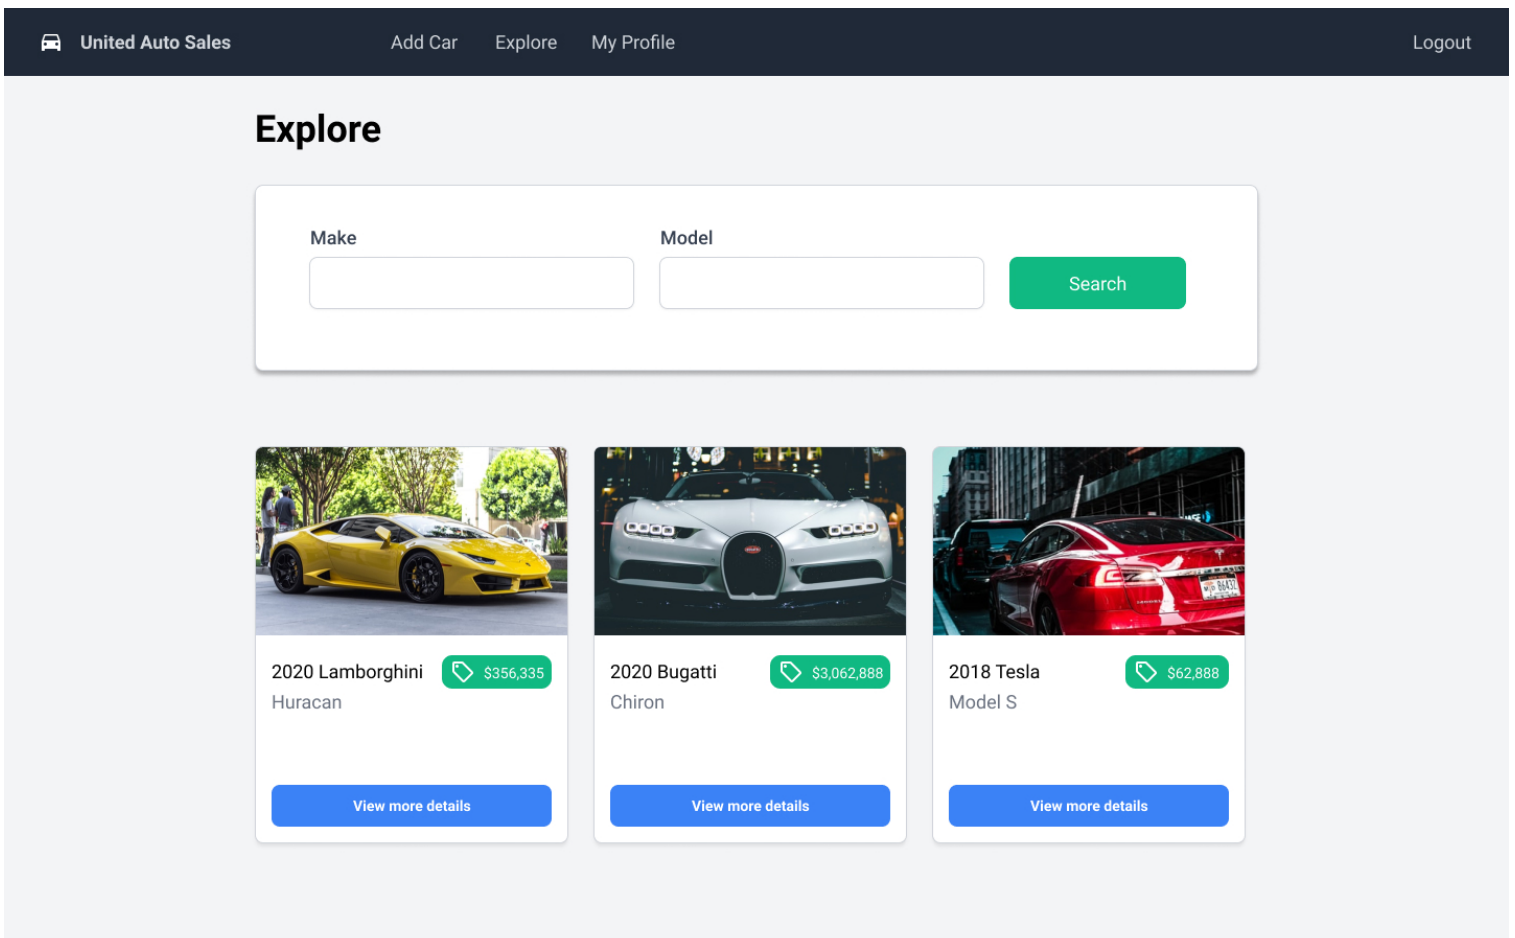 United Auto Sales
Add Car
Explore
My Profile
Logout
Explore
Make
Model
Search
2020 Lamborghini
$356,335
Huracan
View more details
2020 Bugatti
$3,062,888
Chiron
View more details
2018 Tesla
$62,888
Model S
View more details